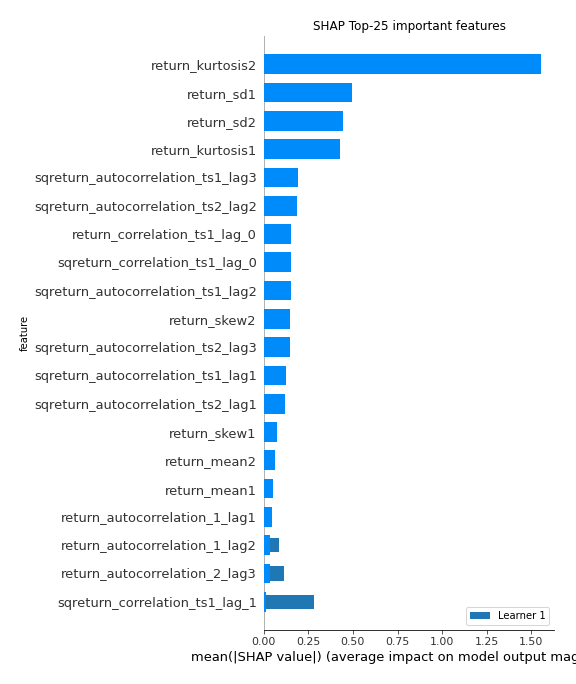 SHAP Top-25 important features
return_kurtosis2
return_sd1
return_sd2
return_kurtosis1
sqreturn_autocorrelation_ts1_lag3
sqreturn_autocorrelation_ts2_lag2
return_correlation_ts1_lag_0
sqreturn_correlation_ts1_lag_0
sqreturn_autocorrelation_ts1_lag2
return_skew2
sqreturn_autocorrelation_ts2_lag3
sqreturn_autocorrelation_ts1_lag1
sqreturn_autocorrelation_ts2_lag1
return_skew1
return_mean2
return_mean1
return_autocorrelation_1_lag1
return_autocorrelation_1_lag2
return_autocorrelation_2_lag3
sqreturn_correlation_ts1_lag_1
feature
Learner 1
0.00 0.25 0.50 0.75 1.00 1.25 1.50
mean(|SHAP value|) (average impact on model output mag